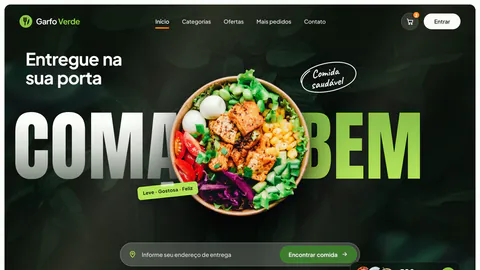 Garfo Verde
Início
Categorias
Ofertas
Mais pedidos
Contato
Entrar
Entregue na
sua porta
Comida
saudável
COMA
BEM
Leve · Gostosa · Feliz
Informe seu endereço de entrega
Encontrar comida →